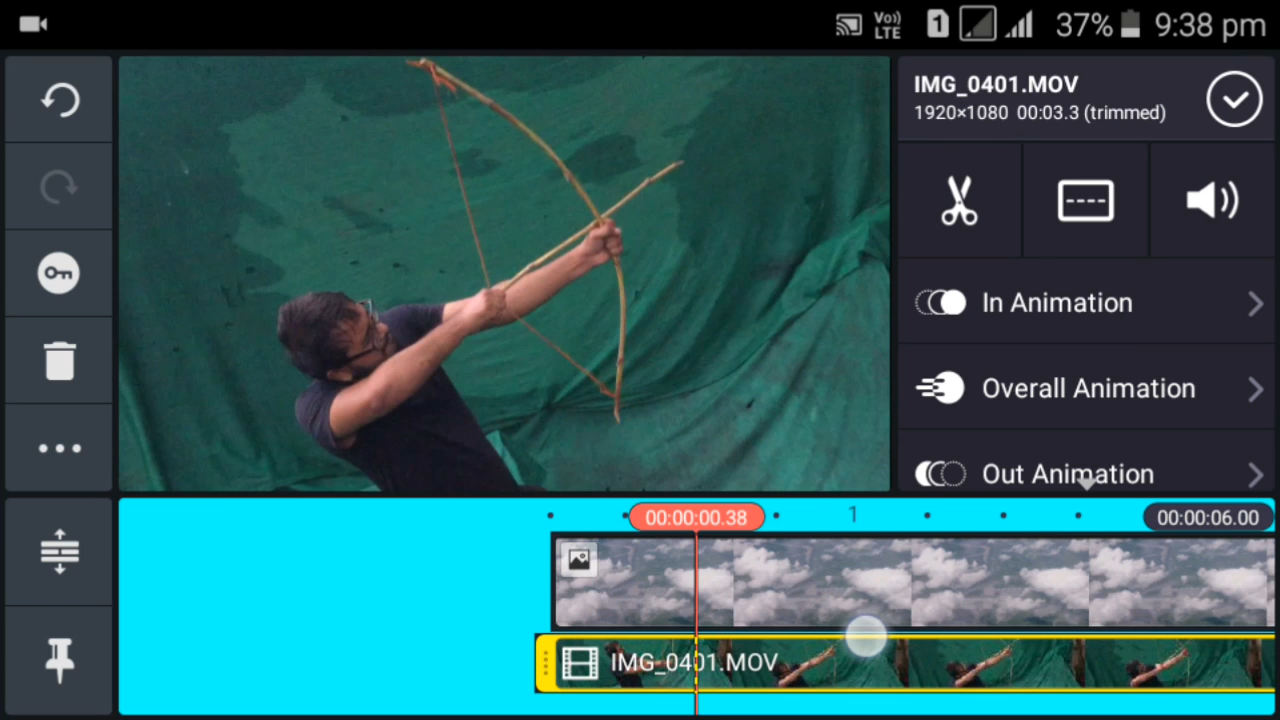 Vo)) LTE 1 37% 9:38 pm
IMG_0401.MOV
1920×1080 00:03.3 (trimmed)
In Animation
Overall Animation
Out Animation
00:00:00.38 1 00:00:06.00
IMG_0401.MOV